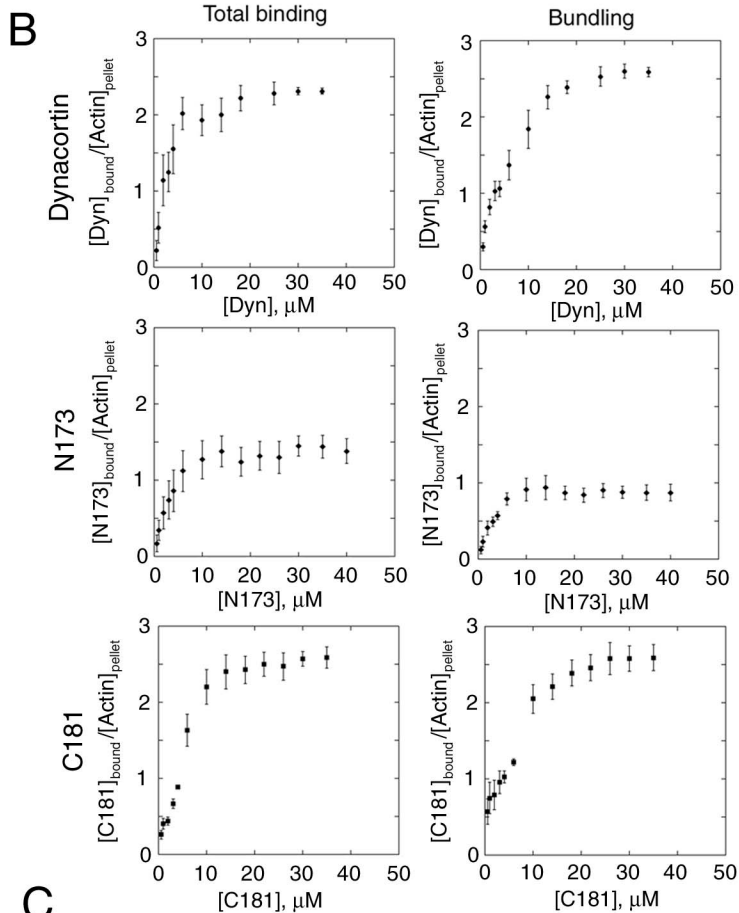 B
Total binding
Bundling
Dynacortin
[Dyn]bound/[Actin]pellet
3
2
1
0
0 10 20 30 40 50
[Dyn], μM
[Dyn]bound/[Actin]pellet
3
2
1
0
0 10 20 30 40 50
[Dyn], μM
N173
[N173]bound/[Actin]pellet
3
2
1
0
0 10 20 30 40 50
[N173], μM
[N173]bound/[Actin]pellet
3
2
1
0
0 10 20 30 40 50
[N173], μM
C181
[C181]bound/[Actin]pellet
3
2
1
0
0 10 20 30 40 50
[C181], μM
[C181]bound/[Actin]pellet
3
2
1
0
0 10 20 30 40 50
[C181], μM
C